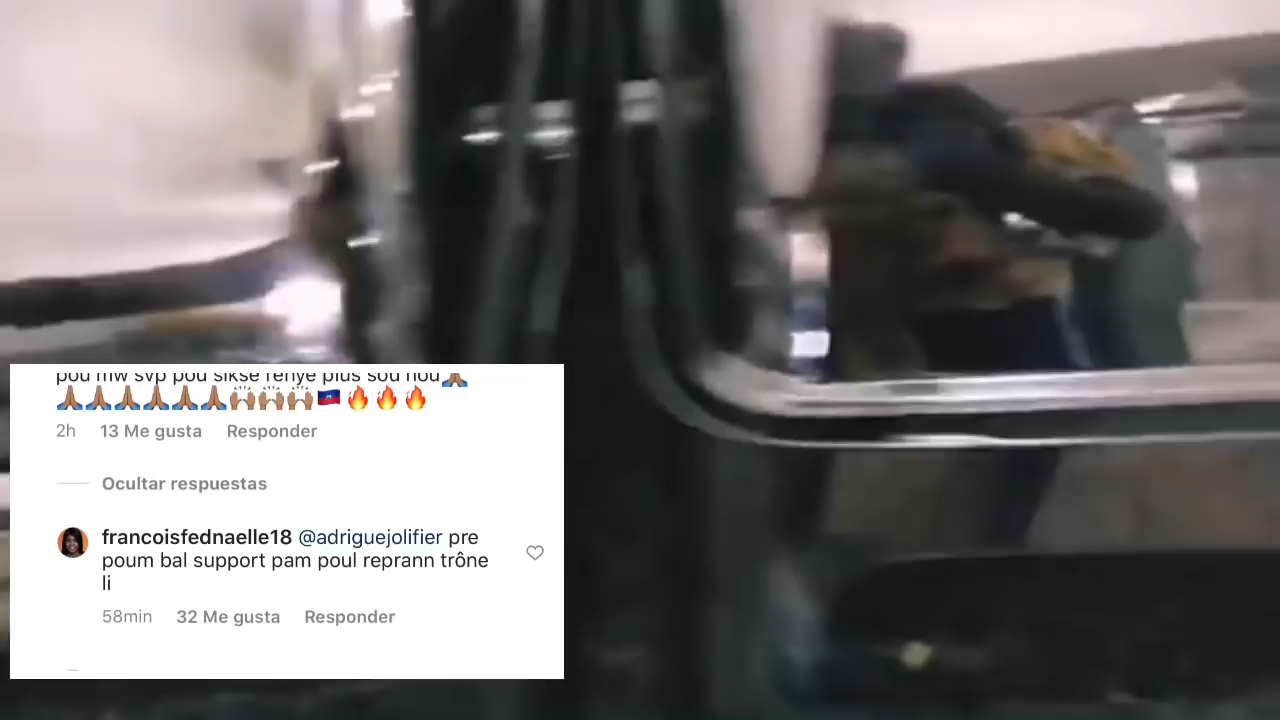 pou mw svp pou siksè renye plus sou nou🙏🏽
🙏🏽🙏🏽🙏🏽🙏🏽🙏🏽🙏🏽🙌🏽🙌🏽🙌🏽🇭🇹🔥🔥🔥
2h 13 Me gusta Responder
Ocultar respuestas
francoisfednaelle18 @adriguejolifier pre
poum bal support pam poul reprann trône
li
58min 32 Me gusta Responder